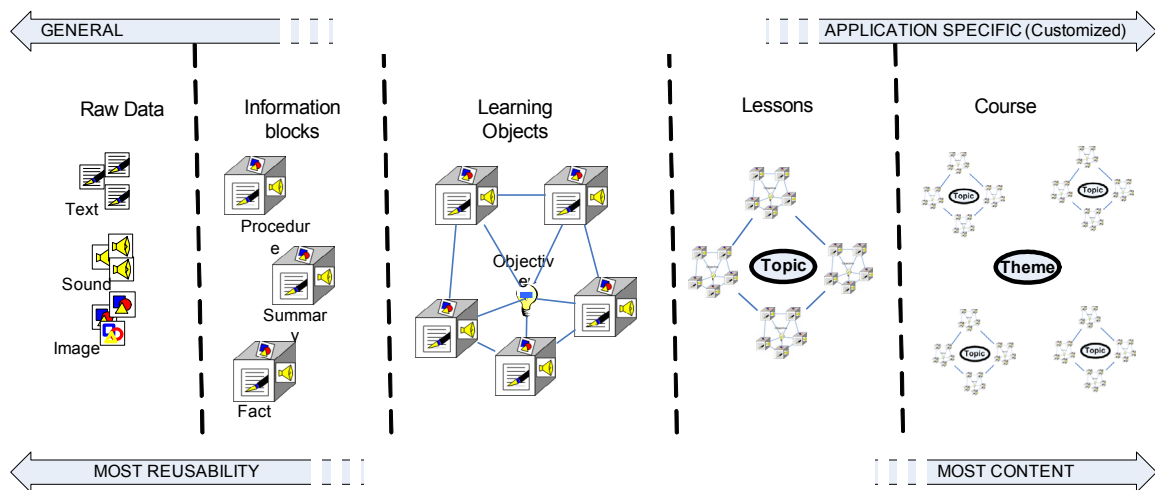 GENERAL
APPLICATION SPECIFIC (Customized)
Raw Data
Information
blocks
Learning
Objects
Lessons
Course
Text
Sound
Image
Procedur
e
Summar
y
Fact
Objectiv
e
Topic
Topic
Topic
Theme
Topic
Topic
MOST REUSABILITY
MOST CONTENT